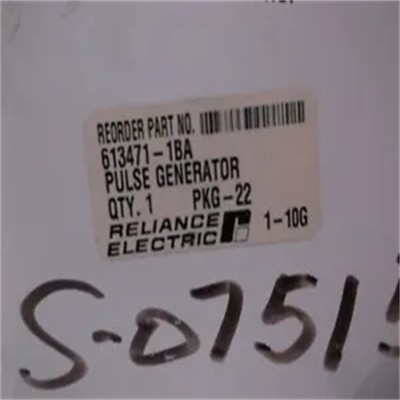 REORDER PART NO.
613471-1BA
PULSE GENERATOR
QTY. 1 PKG-22
RELIANCE
ELECTRIC 1-10G
S-0751